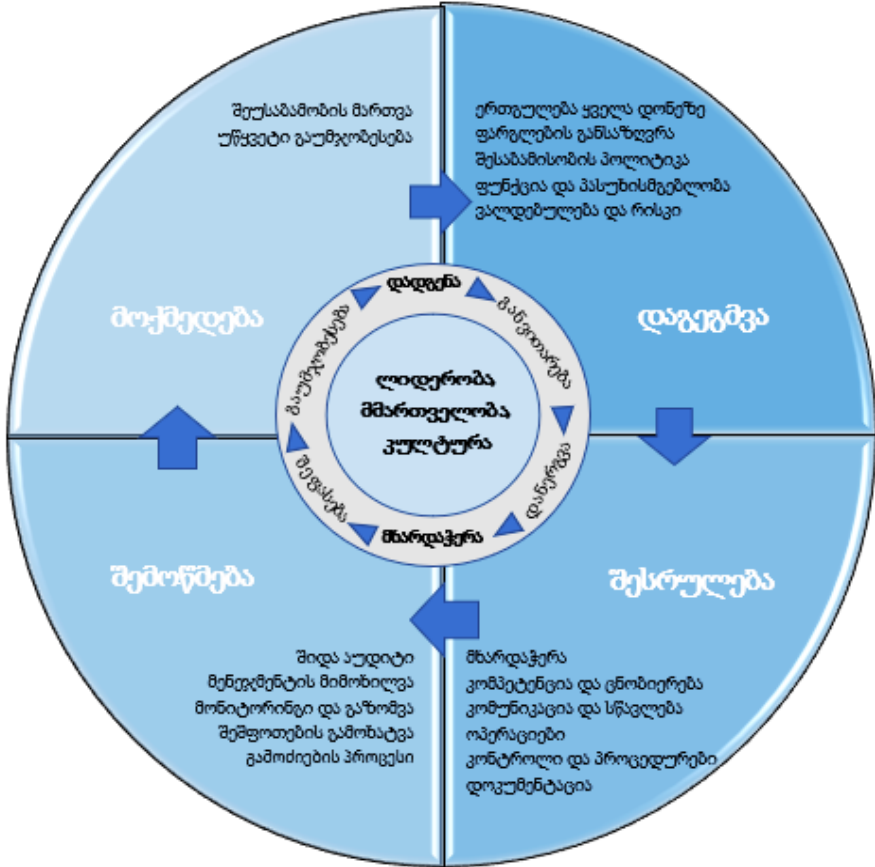 შეუსაბამობის მართვა
უწყვეტი გაუმჯობესება
მოქმედება
ერთგულება ყველა დონეზე
ფარგლების განსაზღვრა
შესაბამისობის პოლიტიკა
ფუნქცია და პასუხისმგებლობა
ვალდებულება და რისკი
დაგეგმვა
დადგენა
განვითარება
დანერგვა
მხარდაჭერა
შეფასება
გაუმჯობესება
ლიდერობა,
მმართველობა,
კულტურა
შემოწმება
შიდა აუდიტი
მენეჯმენტის მიმოხილვა
მონიტორინგი და გაზომვა
შეშფოთების გამოხატვა
გამოძიების პროცესი
შესრულება
მხარდაჭერა
კომპეტენცია და ცნობიერება
კომუნიკაცია და სწავლება
ოპერაციები
კონტროლი და პროცედურები
დოკუმენტაცია